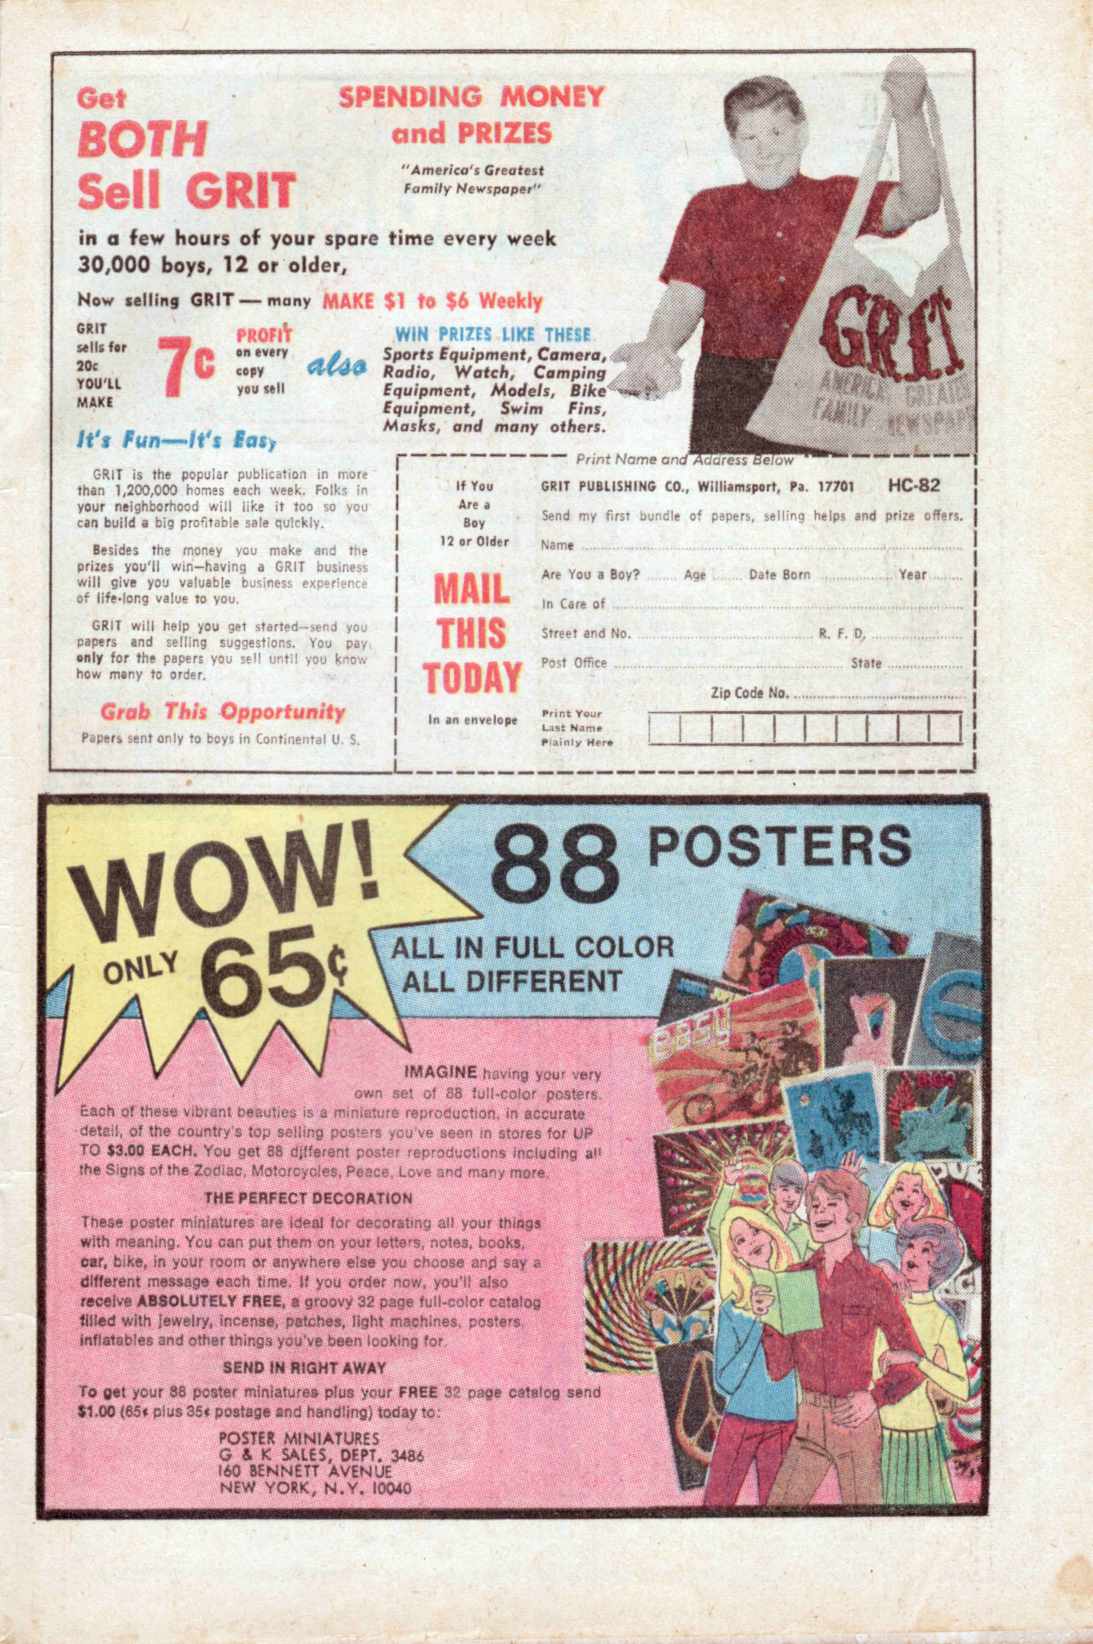 Get
BOTH
Sell GRIT
SPENDING MONEY
and PRIZES
"America's Greatest
Family Newspaper"
in a few hours of your spare time every week
30,000 boys, 12 or older,
Now selling GRIT — many MAKE $1 to $6 Weekly
GRIT
sells for
20c
YOU'LL
MAKE
7c
PROFIT
on every
copy
you sell
also
WIN PRIZES LIKE THESE
Sports Equipment, Camera,
Radio, Watch, Camping
Equipment, Models, Bike
Equipment, Swim Fins,
Masks, and many others.
GRIT
AMERICA GREATES
FAMILY NEWSPAP
It's Fun—It's Easy
GRIT is the popular publication in more
than 1,200,000 homes each week. Folks in
your neighborhood will like it too so you
can build a big profitable sale quickly.
Besides the money you make and the
prizes you'll win—having a GRIT business
will give you valuable business experience
of life-long value to you.
GRIT will help you get started—send you
papers and selling suggestions. You pay
only for the papers you sell until you know
how many to order.
Grab This Opportunity
Papers sent only to boys in Continental U. S.
Print Name and Address Below
If You
Are a
Boy
12 or Older
MAIL
THIS
TODAY
In an envelope
GRIT PUBLISHING CO., Williamsport, Pa. 17701 HC-82
Send my first bundle of papers, selling helps and prize offers.
Name
Are You a Boy? Age Date Born Year
In Care of
Street and No. R. F. D.
Post Office State
Zip Code No.
Print Your
Last Name
Plainly Here
WOW!
ONLY 65¢
88 POSTERS
ALL IN FULL COLOR
ALL DIFFERENT
easy
IMAGINE having your very
own set of 88 full-color posters.
Each of these vibrant beauties is a miniature reproduction, in accurate
detail, of the country's top selling posters you've seen in stores for UP
TO $3.00 EACH. You get 88 different poster reproductions including all
the Signs of the Zodiac, Motorcycles, Peace, Love and many more.
THE PERFECT DECORATION
These poster miniatures are ideal for decorating all your things
with meaning. You can put them on your letters, notes, books,
car, bike, in your room or anywhere else you choose and say a
different message each time. If you order now, you'll also
receive ABSOLUTELY FREE, a groovy 32 page full-color catalog
filled with jewelry, incense, patches, light machines, posters,
inflatables and other things you've been looking for.
SEND IN RIGHT AWAY
To get your 88 poster miniatures plus your FREE 32 page catalog send
$1.00 (65¢ plus 35¢ postage and handling) today to:
POSTER MINIATURES
G & K SALES, DEPT. 3486
160 BENNETT AVENUE
NEW YORK, N.Y. 10040